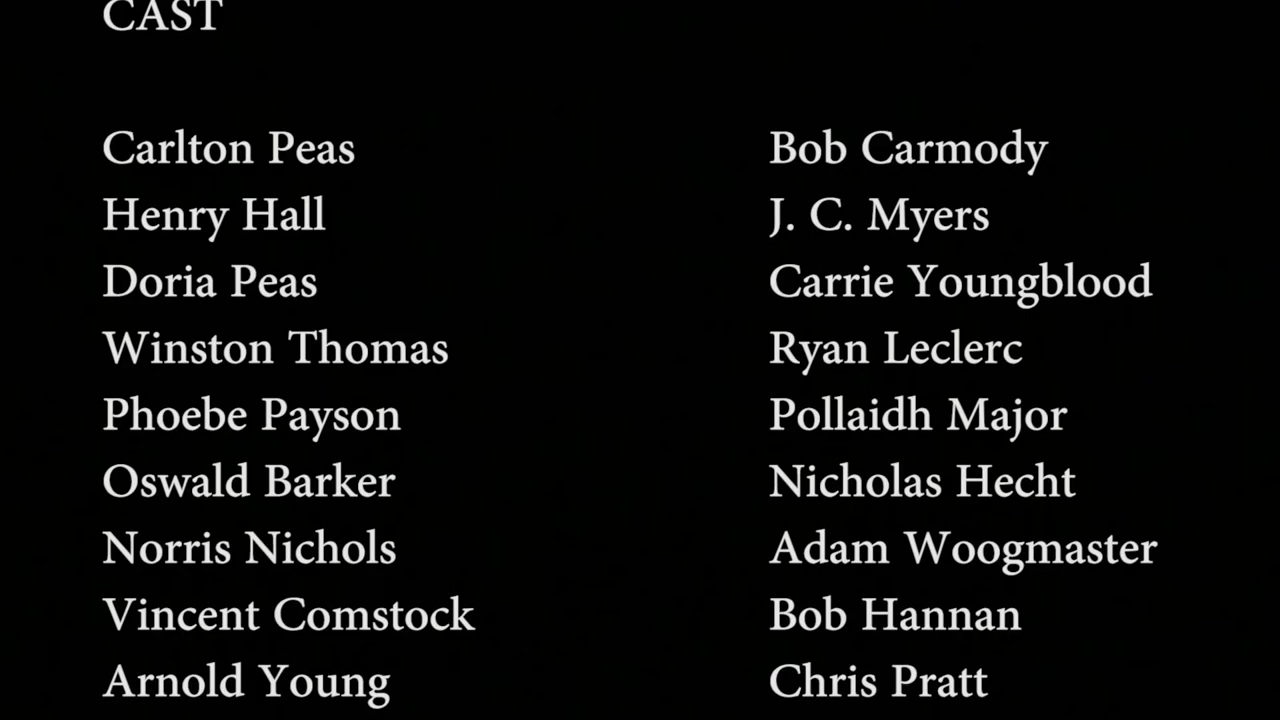 CAST
Carlton Peas Bob Carmody
Henry Hall J. C. Myers
Doria Peas Carrie Youngblood
Winston Thomas Ryan Leclerc
Phoebe Payson Pollaidh Major
Oswald Barker Nicholas Hecht
Norris Nichols Adam Woogmaster
Vincent Comstock Bob Hannan
Arnold Young Chris Pratt